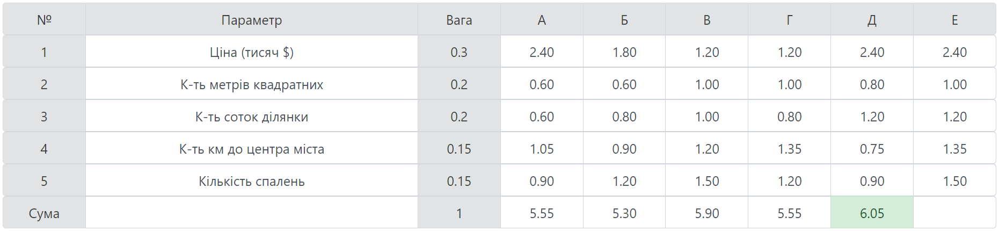 № Параметр Вага А Б В Г Д Е
1 Ціна (тисяч $) 0.3 2.40 1.80 1.20 1.20 2.40 2.40
2 К-ть метрів квадратних 0.2 0.60 0.60 1.00 1.00 0.80 1.00
3 К-ть соток ділянки 0.2 0.60 0.80 1.00 0.80 1.20 1.20
4 К-ть км до центра міста 0.15 1.05 0.90 1.20 1.35 0.75 1.35
5 Кількість спалень 0.15 0.90 1.20 1.50 1.20 0.90 1.50
Сума 1 5.55 5.30 5.90 5.55 6.05